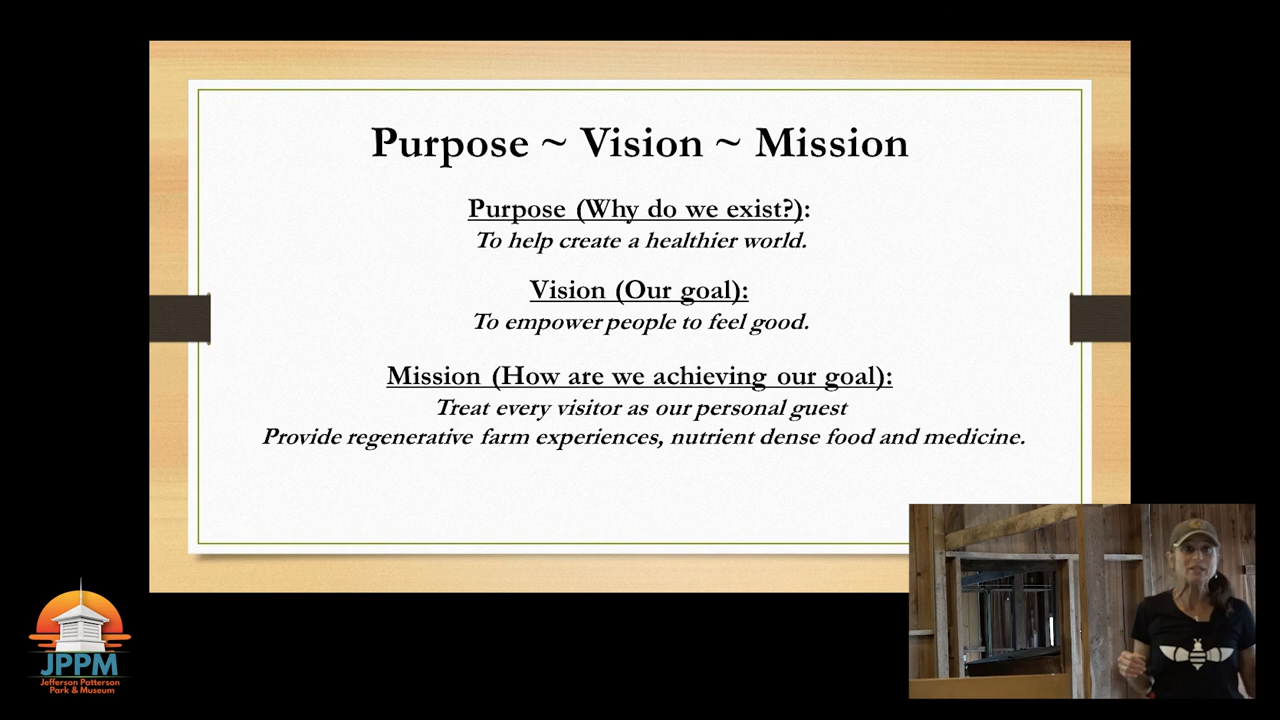 Purpose ~ Vision ~ Mission
Purpose (Why do we exist?):
To help create a healthier world.
Vision (Our goal):
To empower people to feel good.
Mission (How are we achieving our goal):
Treat every visitor as our personal guest
Provide regenerative farm experiences, nutrient dense food and medicine.
JPPM
Jefferson Patterson
Park & Museum